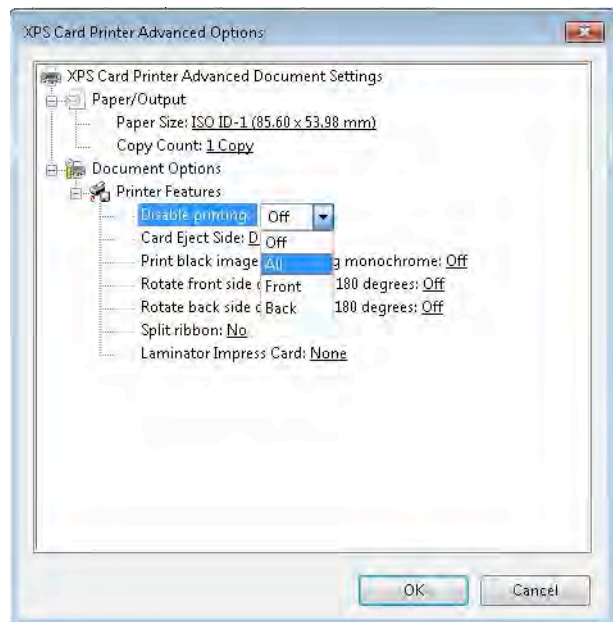 XPS Card Printer Advanced Options
XPS Card Printer Advanced Document Settings
Paper/Output
Paper Size: ISO ID-1 (85.60 x 53.98 mm)
Copy Count: 1 Copy
Document Options
Printer Features
Disable printing: Off
Off
All
Front
Back
Card Eject Side: D
Print black image g monochrome: Off
Rotate front side 180 degrees: Off
Rotate back side 180 degrees: Off
Split ribbon: No
Laminator Impress Card: None
OK Cancel